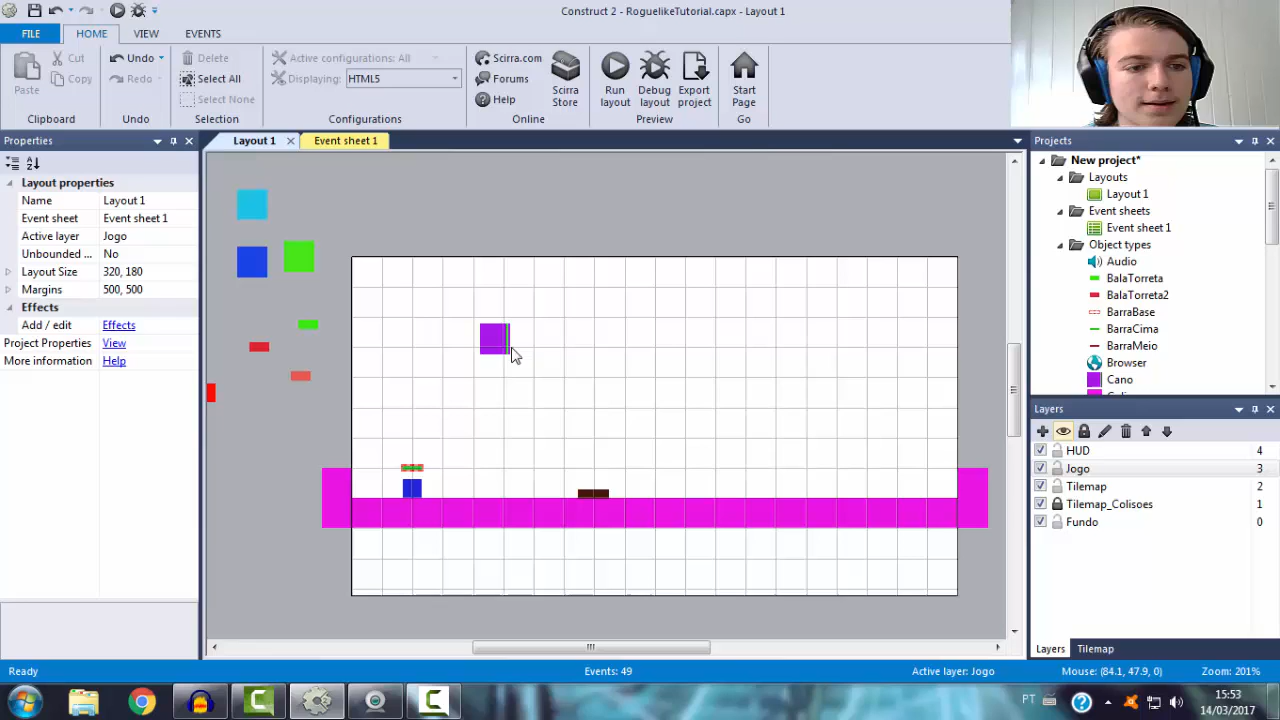 Construct 2 - RoguelikeTutorial.capx - Layout 1
FILE
HOME
VIEW
EVENTS
Paste
Cut
Copy
Clipboard
Undo
Redo
Undo
Delete
Select All
Select None
Selection
Active configurations: All
Displaying:
HTML5
Configurations
Scirra.com
Forums
Help
Scirra Store
Online
Run layout
Debug layout
Export project
Preview
Start Page
Go
Properties
Layout 1
Event sheet 1
Projects
Layout properties
Name
Layout 1
Event sheet
Event sheet 1
Active layer
Jogo
Unbounded ...
No
Layout Size
320, 180
Margins
500, 500
Effects
Add / edit
Effects
Project Properties
View
More information
Help
New project*
Layouts
Layout 1
Event sheets
Event sheet 1
Object types
Audio
BalaTorreta
BalaTorreta2
BarraBase
BarraCima
BarraMeio
Browser
Cano
Layers
HUD
4
Jogo
3
Tilemap
2
Tilemap_Colisoes
1
Fundo
0
Layers
Tilemap
Ready
Events: 49
Active layer: Jogo
Mouse: (84.1, 47.9, 0)
Zoom: 201%
PT
15:53
14/03/2017